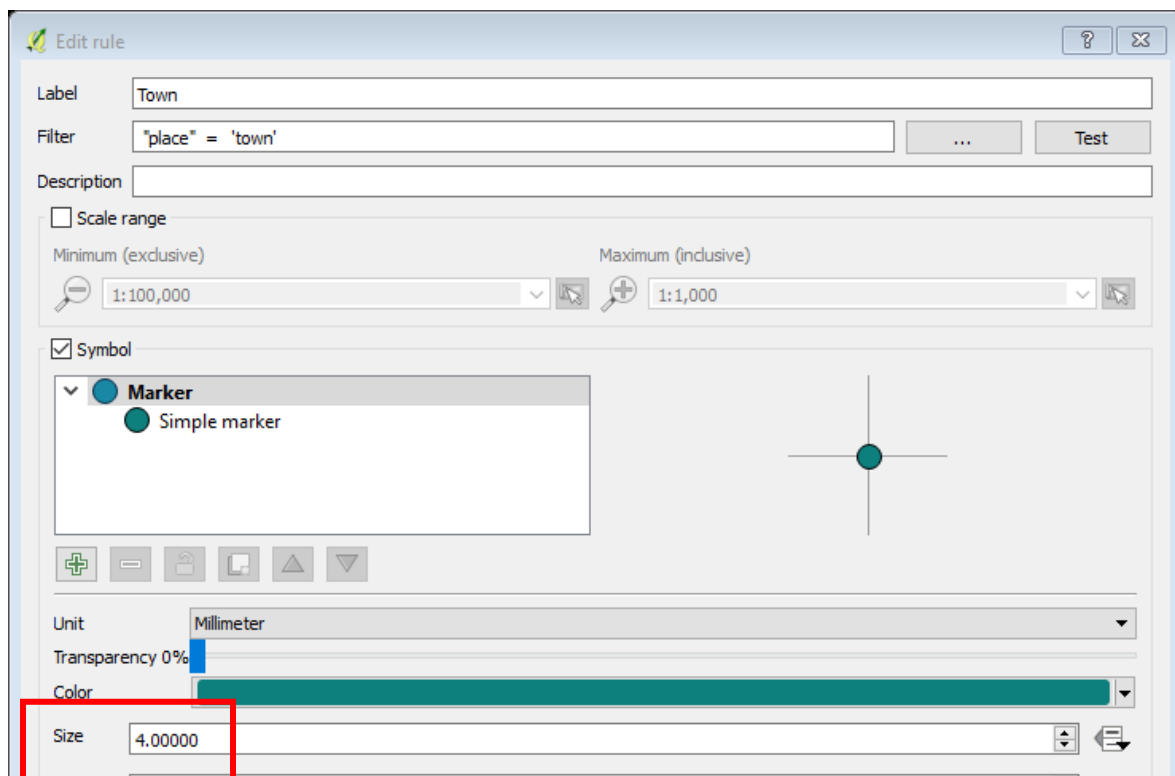 Edit rule
Label Town
Filter "place" = 'town' ... Test
Description
Scale range
Minimum (exclusive) Maximum (inclusive)
1:100,000 1:1,000
Symbol
Marker
Simple marker
Unit Millimeter
Transparency 0%
Color
Size 4.00000